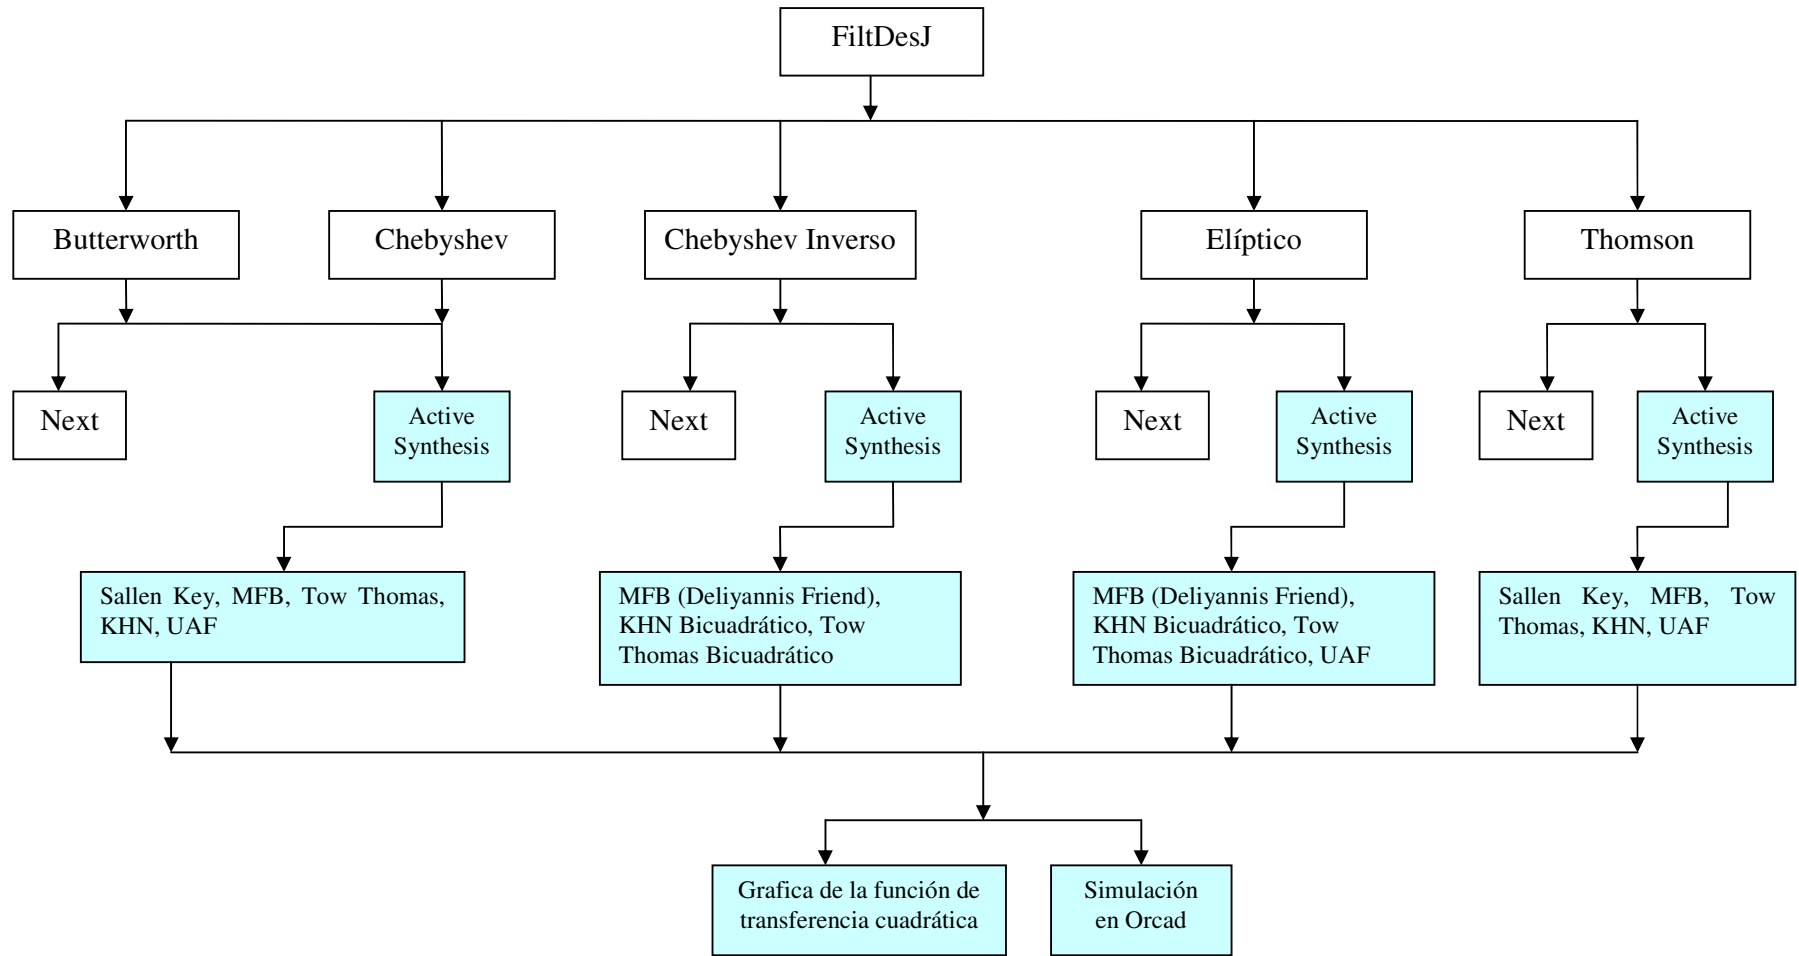 FiltDesJ
Butterworth
Chebyshev
Chebyshev Inverso
Elíptico
Thomson
Next
Active
Synthesis
Next
Active
Synthesis
Next
Active
Synthesis
Next
Active
Synthesis
Sallen Key, MFB, Tow Thomas,
KHN, UAF
MFB (Deliyannis Friend),
KHN Bicuadrático, Tow
Thomas Bicuadrático
MFB (Deliyannis Friend),
KHN Bicuadrático, Tow
Thomas Bicuadrático, UAF
Sallen Key, MFB, Tow
Thomas, KHN, UAF
Grafica de la función de
transferencia cuadrática
Simulación
en Orcad